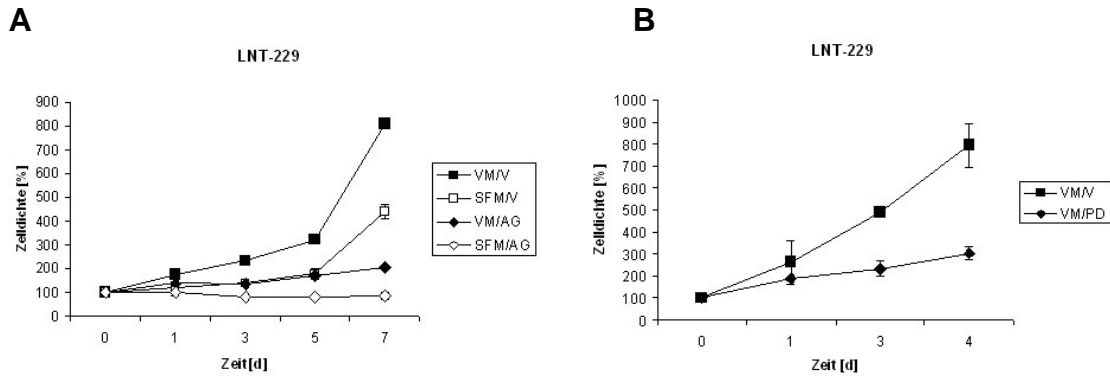 A
LNT-229
Zelldichte [%]
900
800
700
600
500
400
300
200
100
0
0 1 3 5 7
Zeit[d]
VM/V
SFM/V
VM/AG
SFM/AG
B
LNT-229
Zelldichte [%]
1000
900
800
700
600
500
400
300
200
100
0
0 1 3 4
Zeit [d]
VM/V
VM/PD